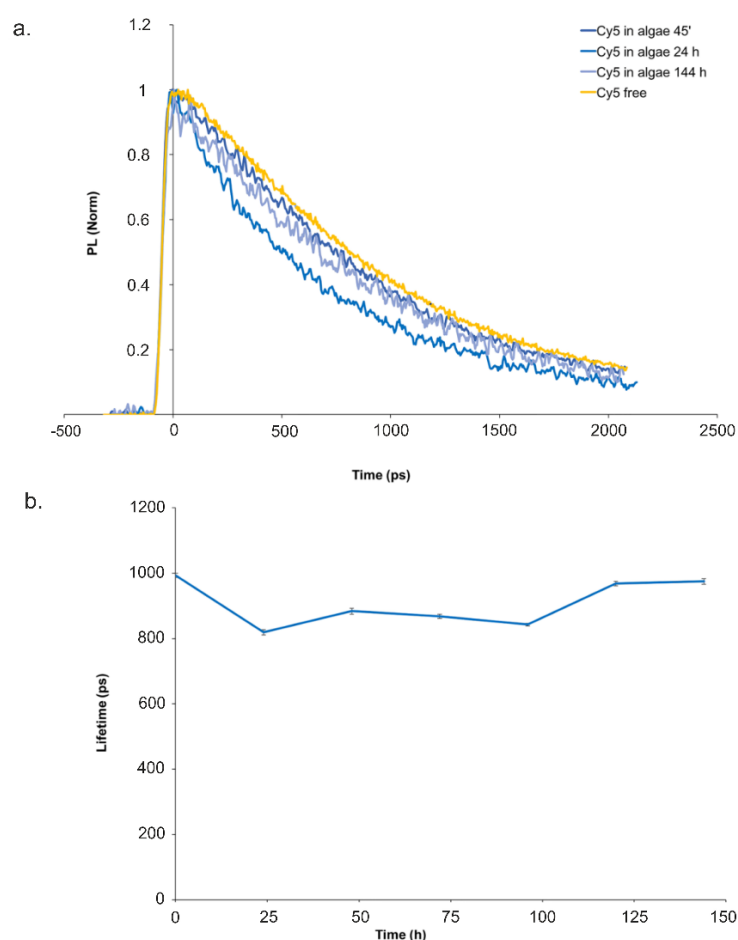 a.
1.2
1
0.8
0.6
0.4
0.2
PL (Norm)
Cy5 in algae 45'
Cy5 in algae 24 h
Cy5 in algae 144 h
Cy5 free
-500 0 500 1000 1500 2000 2500
Time (ps)
b.
1200
1000
800
600
400
200
0
Lifetime (ps)
0 25 50 75 100 125 150
Time (h)